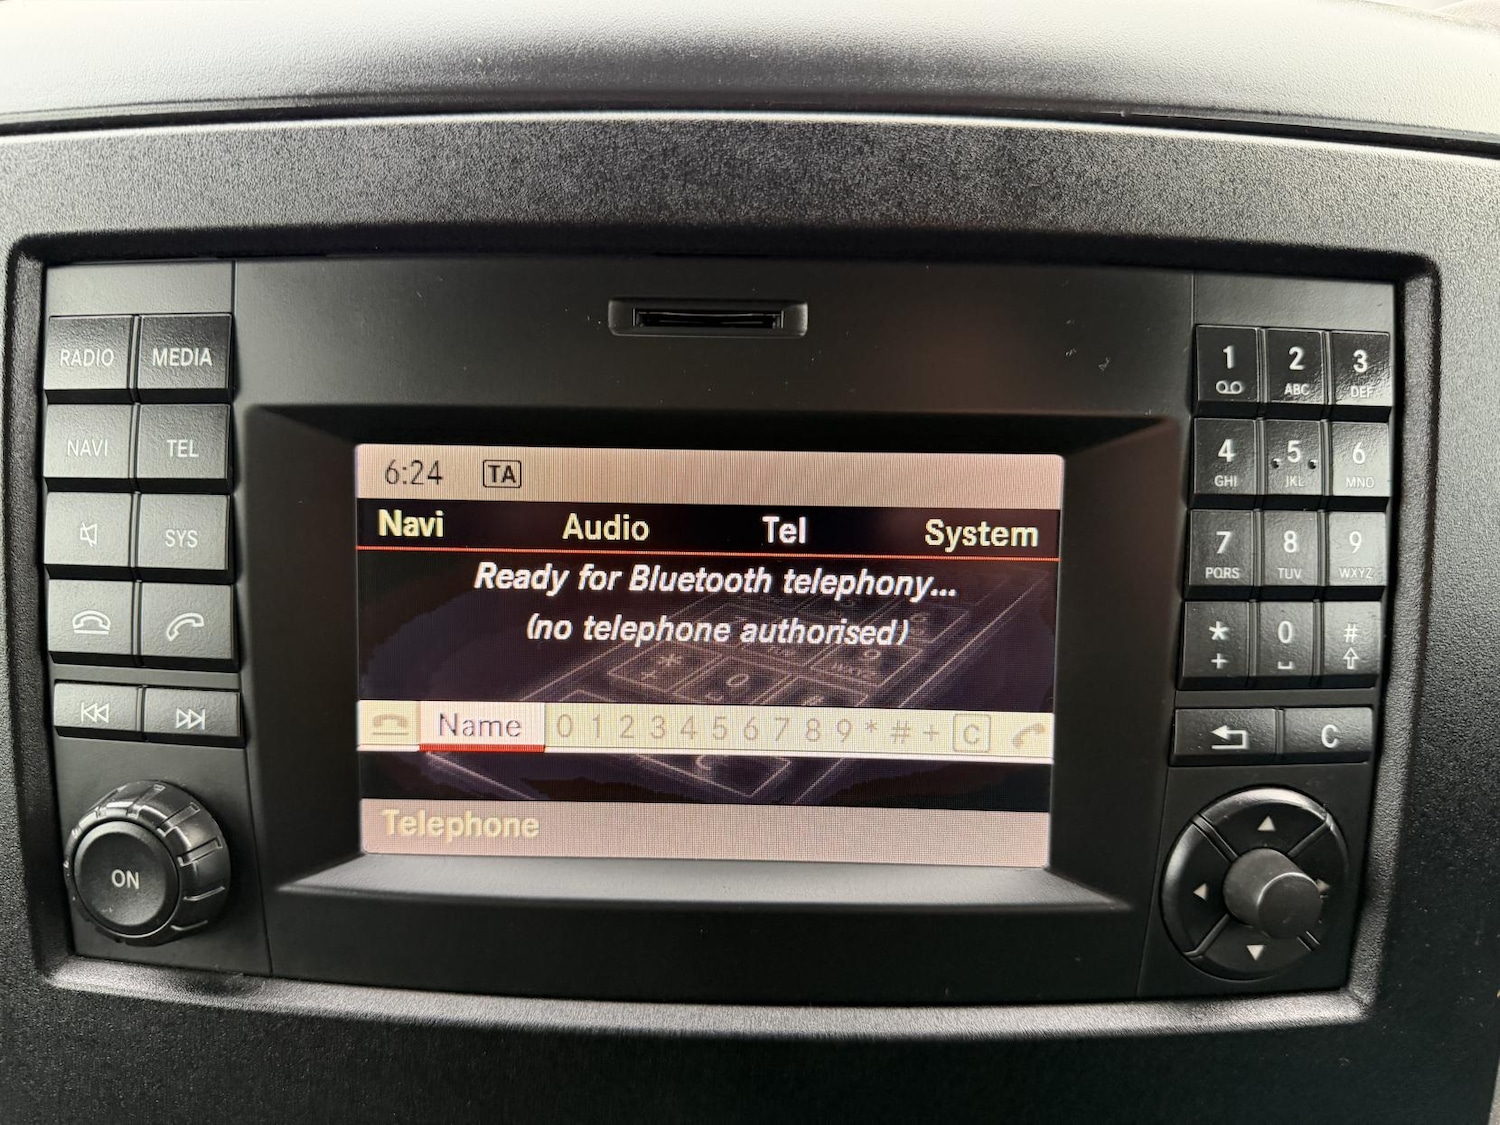 RADIO MEDIA
NAVI TEL
SYS
ON
6:24 TA
Navi Audio Tel System
Ready for Bluetooth telephony...
(no telephone authorised)
Name 0 1 2 3 4 5 6 7 8 9 * # + C
Telephone
1 2 3
ABC DEF
4 5 6
GHI JKL MNO
7 8 9
PQRS TUV WXYZ
* 0 #
+
C